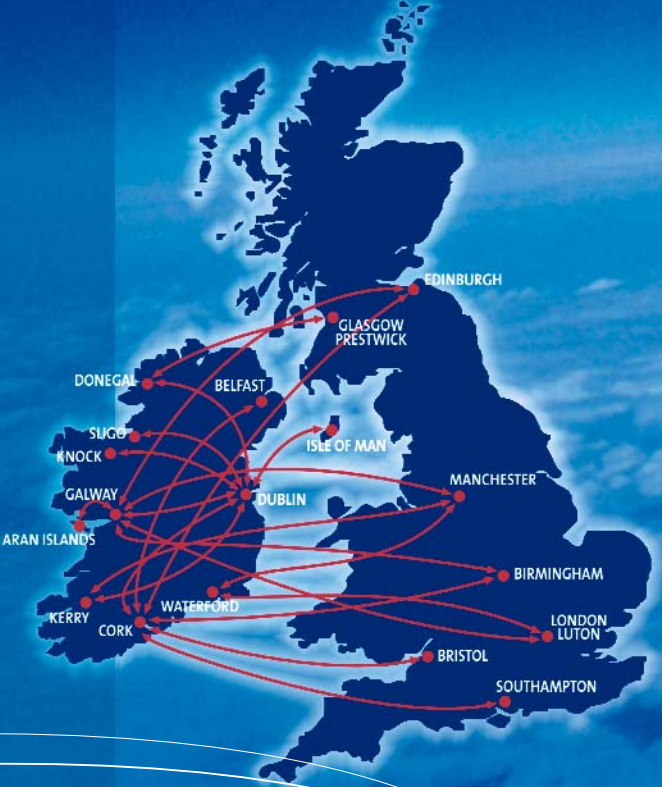 EDINBURGH
GLASGOW
PRESTWICK
DONEGAL
BELFAST
SLIGO
ISLE OF MAN
KNOCK
MANCHESTER
GALWAY
DUBLIN
ARAN ISLANDS
BIRMINGHAM
WATERFORD
KERRY
CORK
LONDON
LUTON
BRISTOL
SOUTHAMPTON